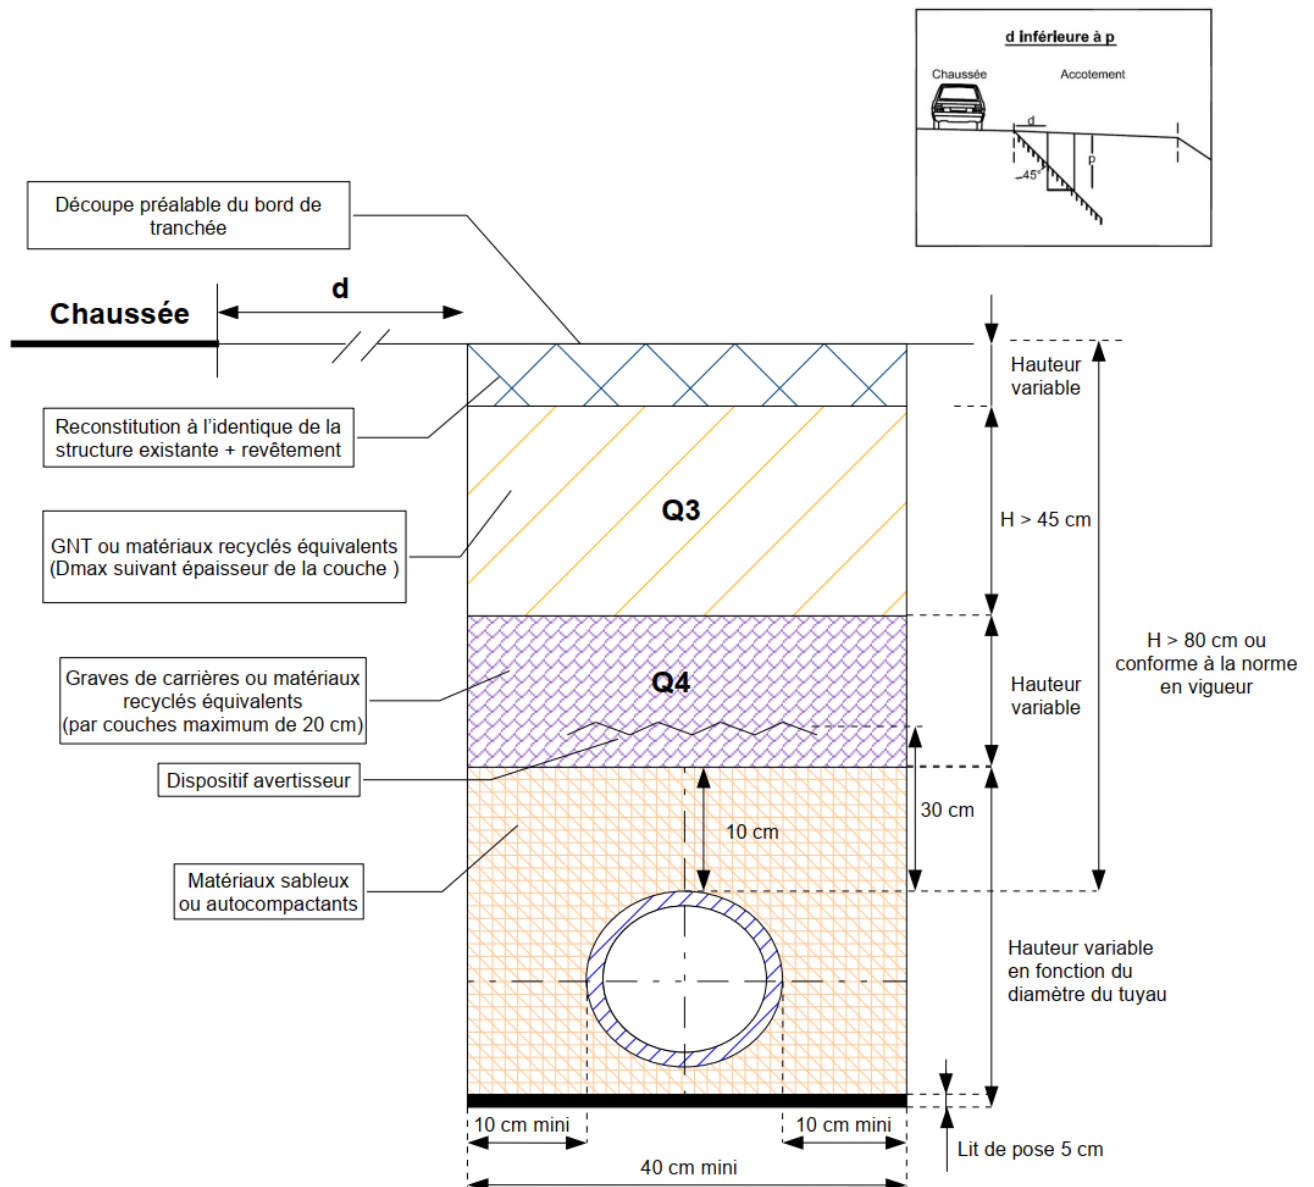 d inférieure à p
Chaussée
Accotement
d
p
45°
Découpe préalable du bord de
tranchée
Chaussée
d
Hauteur
variable
Reconstitution à l'identique de la
structure existante + revêtement
Q3
H > 45 cm
GNT ou matériaux recyclés équivalents
(Dmax suivant épaisseur de la couche )
H > 80 cm ou
conforme à la norme
en vigueur
Graves de carrières ou matériaux
recyclés équivalents
(par couches maximum de 20 cm)
Q4
Hauteur
variable
Dispositif avertisseur
30 cm
10 cm
Matériaux sableux
ou autocompactants
Hauteur variable
en fonction du
diamètre du tuyau
10 cm mini
10 cm mini
Lit de pose 5 cm
40 cm mini